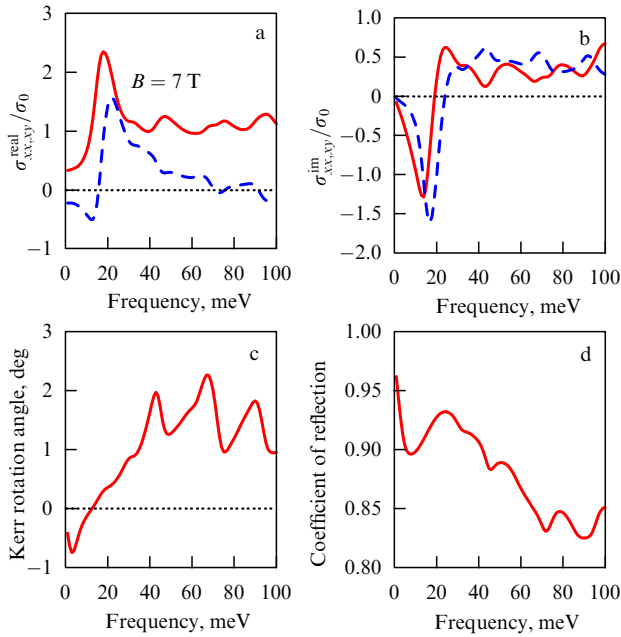 3
a
2
B = 7 T
1
0
−1
σ^real_xx,xy/σ_0
0 20 40 60 80 100
Frequency, meV
1.0
b
0.5
0
−0.5
−1.0
−1.5
−2.0
σ^im_xx,xy/σ_0
0 20 40 60 80 100
Frequency, meV
3
c
2
1
0
−1
Kerr rotation angle, deg
0 20 40 60 80 100
Frequency, meV
1.00
d
0.95
0.90
0.85
0.80
Coefficient of reflection
0 20 40 60 80 100
Frequency, meV